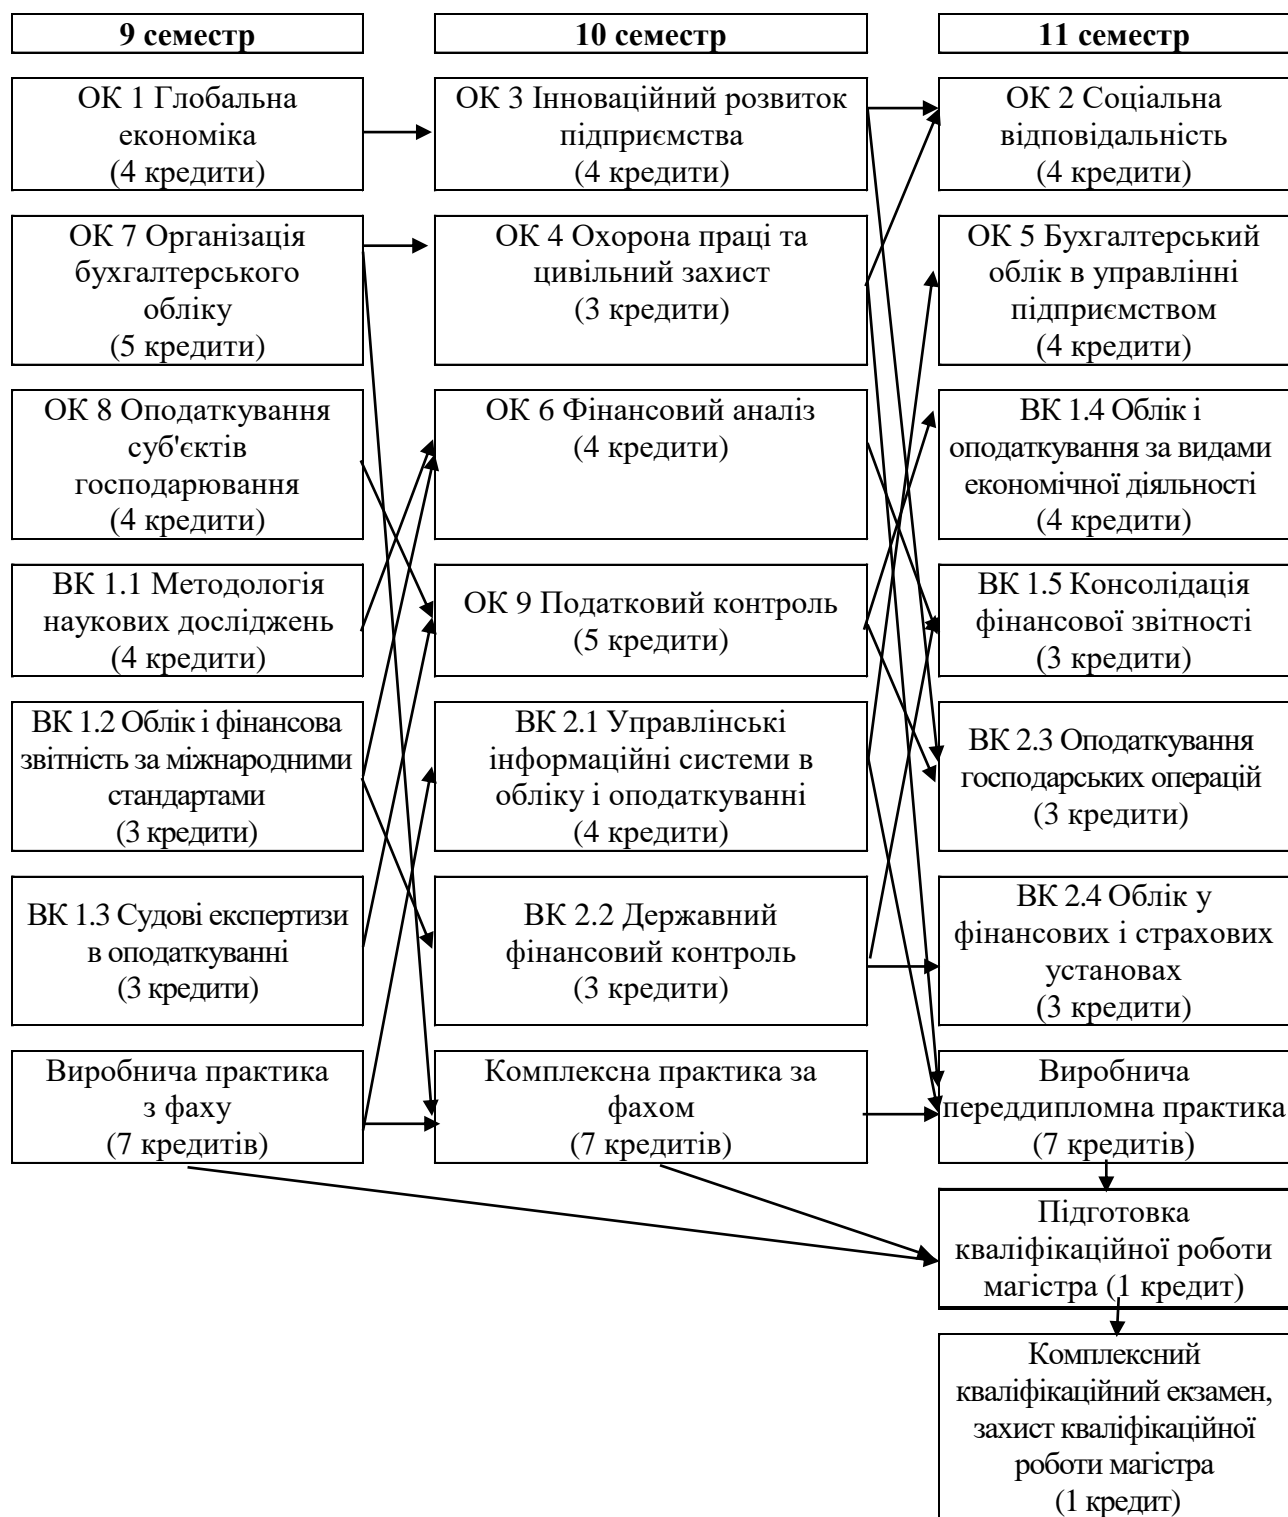 9 семестр
10 семестр
11 семестр
ОК 1 Глобальна
економіка
(4 кредити)
ОК 3 Інноваційний розвиток
підприємства
(4 кредити)
ОК 2 Соціальна
відповідальність
(4 кредити)
ОК 7 Організація
бухгалтерського
обліку
(5 кредити)
ОК 4 Охорона праці та
цивільний захист
(3 кредити)
ОК 5 Бухгалтерський
облік в управлінні
підприємством
(4 кредити)
ОК 8 Оподаткування
суб'єктів
господарювання
(4 кредити)
ОК 6 Фінансовий аналіз
(4 кредити)
ВК 1.4 Облік і
оподаткування за видами
економічної діяльності
(4 кредити)
ВК 1.1 Методологія
наукових досліджень
(4 кредити)
ОК 9 Податковий контроль
(5 кредити)
ВК 1.5 Консолідація
фінансової звітності
(3 кредити)
ВК 1.2 Облік і фінансова
звітність за міжнародними
стандартами
(3 кредити)
ВК 2.1 Управлінські
інформаційні системи в
обліку і оподаткуванні
(4 кредити)
ВК 2.3 Оподаткування
господарських операцій
(3 кредити)
ВК 1.3 Судові експертизи
в оподаткуванні
(3 кредити)
ВК 2.2 Державний
фінансовий контроль
(3 кредити)
ВК 2.4 Облік у
фінансових і страхових
установах
(3 кредити)
Виробнича практика
з фаху
(7 кредитів)
Комплексна практика за
фахом
(7 кредитів)
Виробнича
переддипломна практика
(7 кредитів)
Підготовка
кваліфікаційної роботи
магістра (1 кредит)
Комплексний
кваліфікаційний екзамен,
захист кваліфікаційної
роботи магістра
(1 кредит)